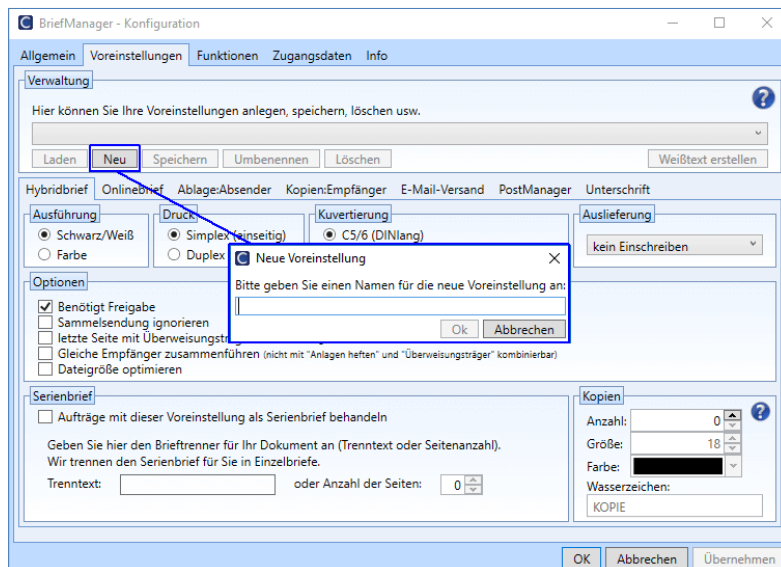 BriefManager - Konfiguration
Allgemein Voreinstellungen Funktionen Zugangsdaten Info
Verwaltung
Hier können Sie Ihre Voreinstellungen anlegen, speichern, löschen usw.
Laden Neu Speichern Umbenennen Löschen Weißtext erstellen
Hybridbrief Onlinebrief Ablage:Absender Kopien:Empfänger E-Mail-Versand PostManager Unterschrift
Ausführung
Schwarz/Weiß
Farbe
Druck
Simplex (einseitig)
Duplex
Kuvertierung
C5/6 (DINlang)
Auslieferung
kein Einschreiben
Neue Voreinstellung
Bitte geben Sie einen Namen für die neue Voreinstellung an:
Ok Abbrechen
Optionen
Benötigt Freigabe
Sammelsendung ignorieren
letzte Seite mit Überweisungstr
Gleiche Empfänger zusammenführen (nicht mit "Anlagen heften" und "Überweisungsträger" kombinierbar)
Dateigröße optimieren
Serienbrief
Aufträge mit dieser Voreinstellung als Serienbrief behandeln
Geben Sie hier den Brieftrenner für Ihr Dokument an (Trenntext oder Seitenanzahl).
Wir trennen den Serienbrief für Sie in Einzelbriefe.
Trenntext: oder Anzahl der Seiten: 0
Kopien
Anzahl: 0
Größe: 18
Farbe:
Wasserzeichen:
KOPIE
OK Abbrechen Übernehmen